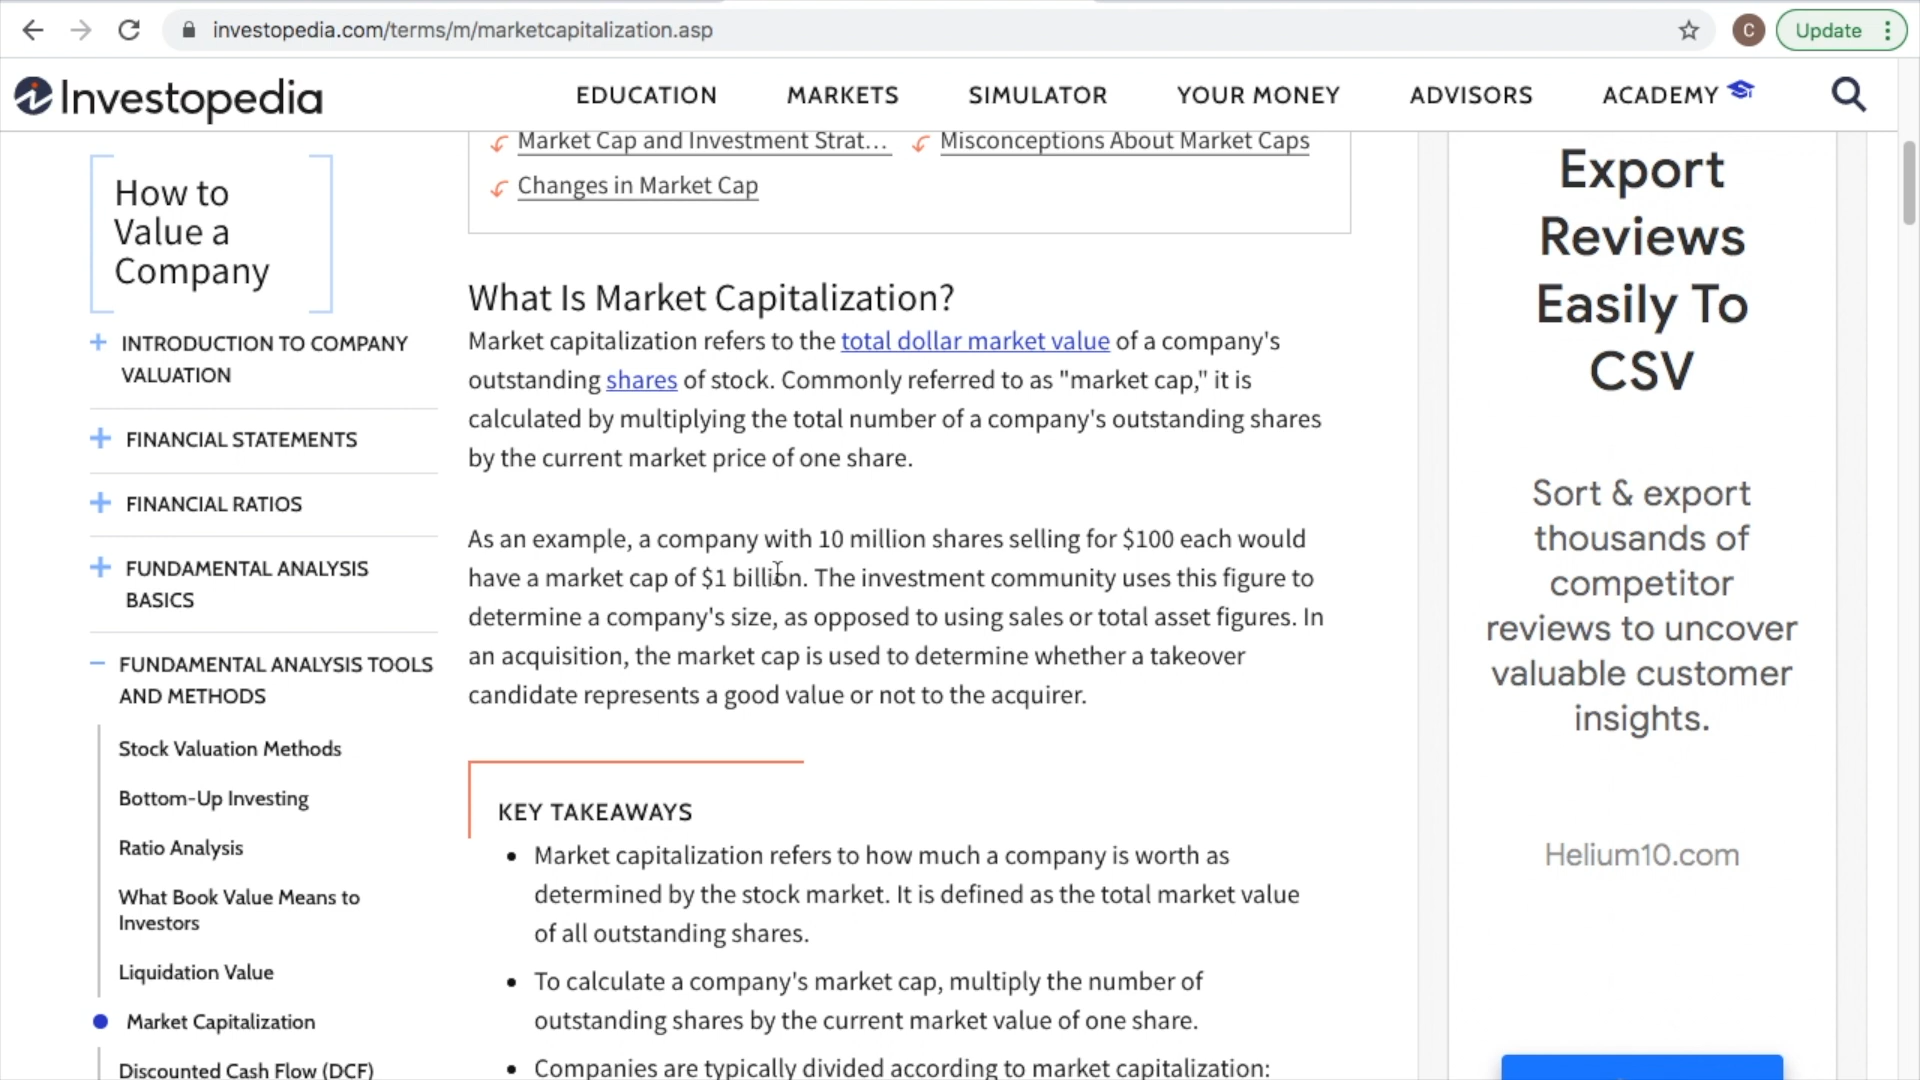 investopedia.com/terms/m/marketcapitalization.asp
C
Update
Investopedia
EDUCATION
MARKETS
SIMULATOR
YOUR MONEY
ADVISORS
ACADEMY
Market Cap and Investment Strat...
Misconceptions About Market Caps
Changes in Market Cap
How to
Value a
Company
INTRODUCTION TO COMPANY
VALUATION
FINANCIAL STATEMENTS
FINANCIAL RATIOS
FUNDAMENTAL ANALYSIS
BASICS
FUNDAMENTAL ANALYSIS TOOLS
AND METHODS
Stock Valuation Methods
Bottom-Up Investing
Ratio Analysis
What Book Value Means to
Investors
Liquidation Value
Market Capitalization
Discounted Cash Flow (DCF)
What Is Market Capitalization?
Market capitalization refers to the total dollar market value of a company's
outstanding shares of stock. Commonly referred to as "market cap," it is
calculated by multiplying the total number of a company's outstanding shares
by the current market price of one share.
As an example, a company with 10 million shares selling for $100 each would
have a market cap of $1 billion. The investment community uses this figure to
determine a company's size, as opposed to using sales or total asset figures. In
an acquisition, the market cap is used to determine whether a takeover
candidate represents a good value or not to the acquirer.
KEY TAKEAWAYS
Market capitalization refers to how much a company is worth as
determined by the stock market. It is defined as the total market value
of all outstanding shares.
To calculate a company's market cap, multiply the number of
outstanding shares by the current market value of one share.
Companies are typically divided according to market capitalization:
Export
Reviews
Easily To
CSV
Sort & export
thousands of
competitor
reviews to uncover
valuable customer
insights.
Helium10.com